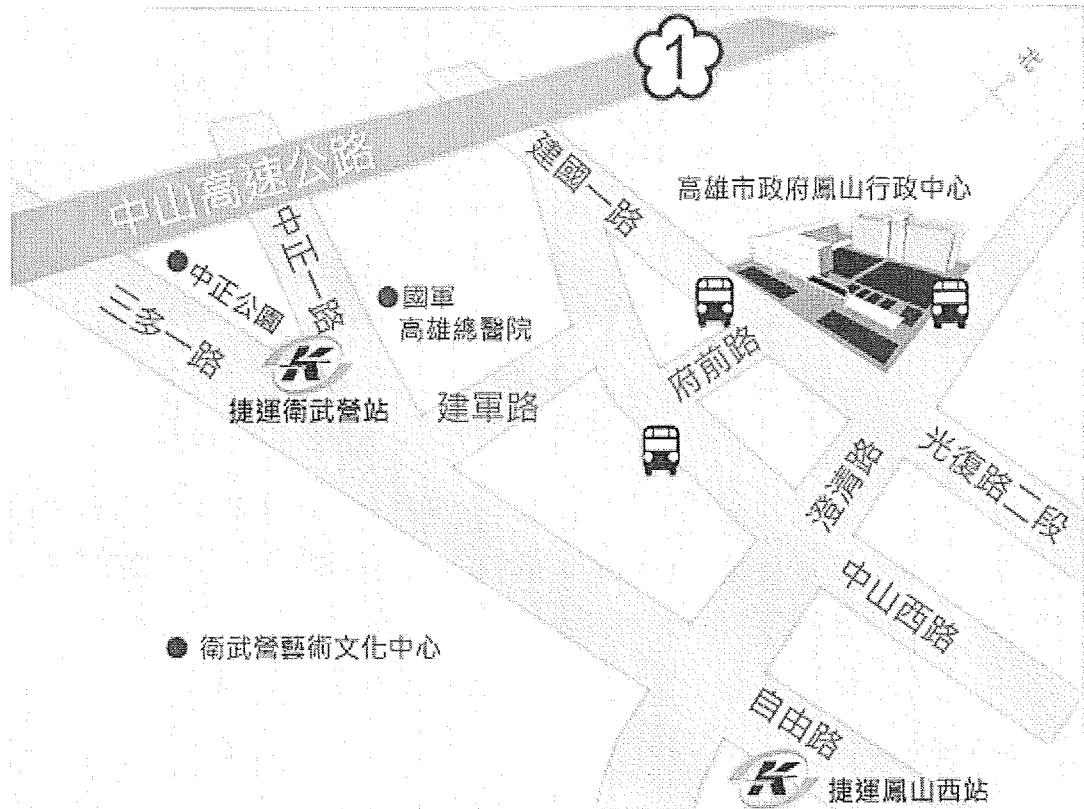 1
北
中山高速公路
建國一路
高雄市政府鳳山行政中心
中正一路
中正公園
國軍
高雄總醫院
三多一路
府前路
捷運衛武營站
建軍路
澄清路
光復路二段
中山西路
衛武營藝術文化中心
自由路
捷運鳳山西站